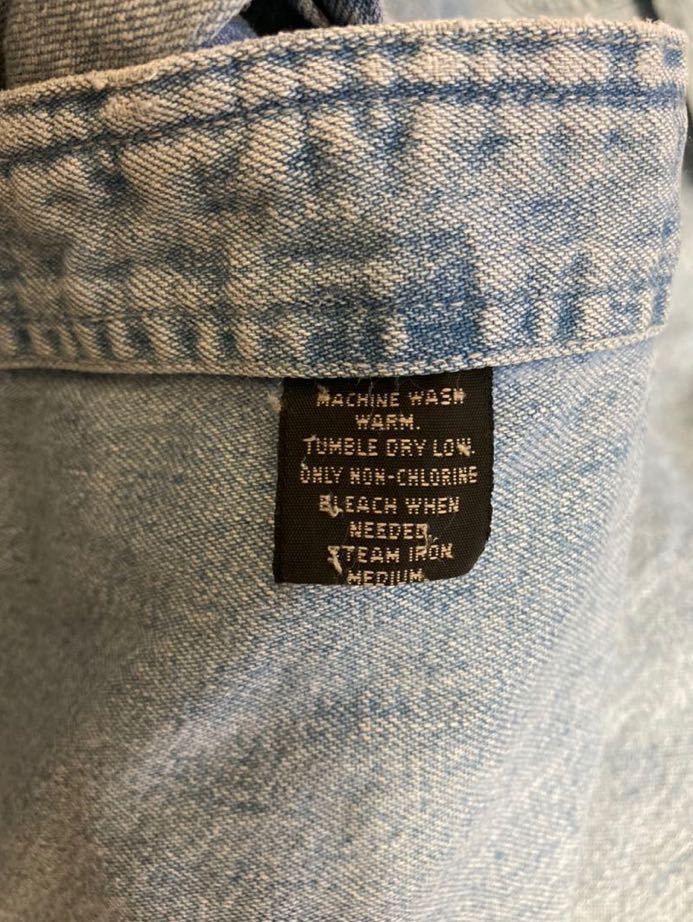 MACHINE WASH
WARM.
TUMBLE DRY LOW.
ONLY NON-CHLORINE
BLEACH WHEN
NEEDED.
STEAM IRON
MEDIUM.